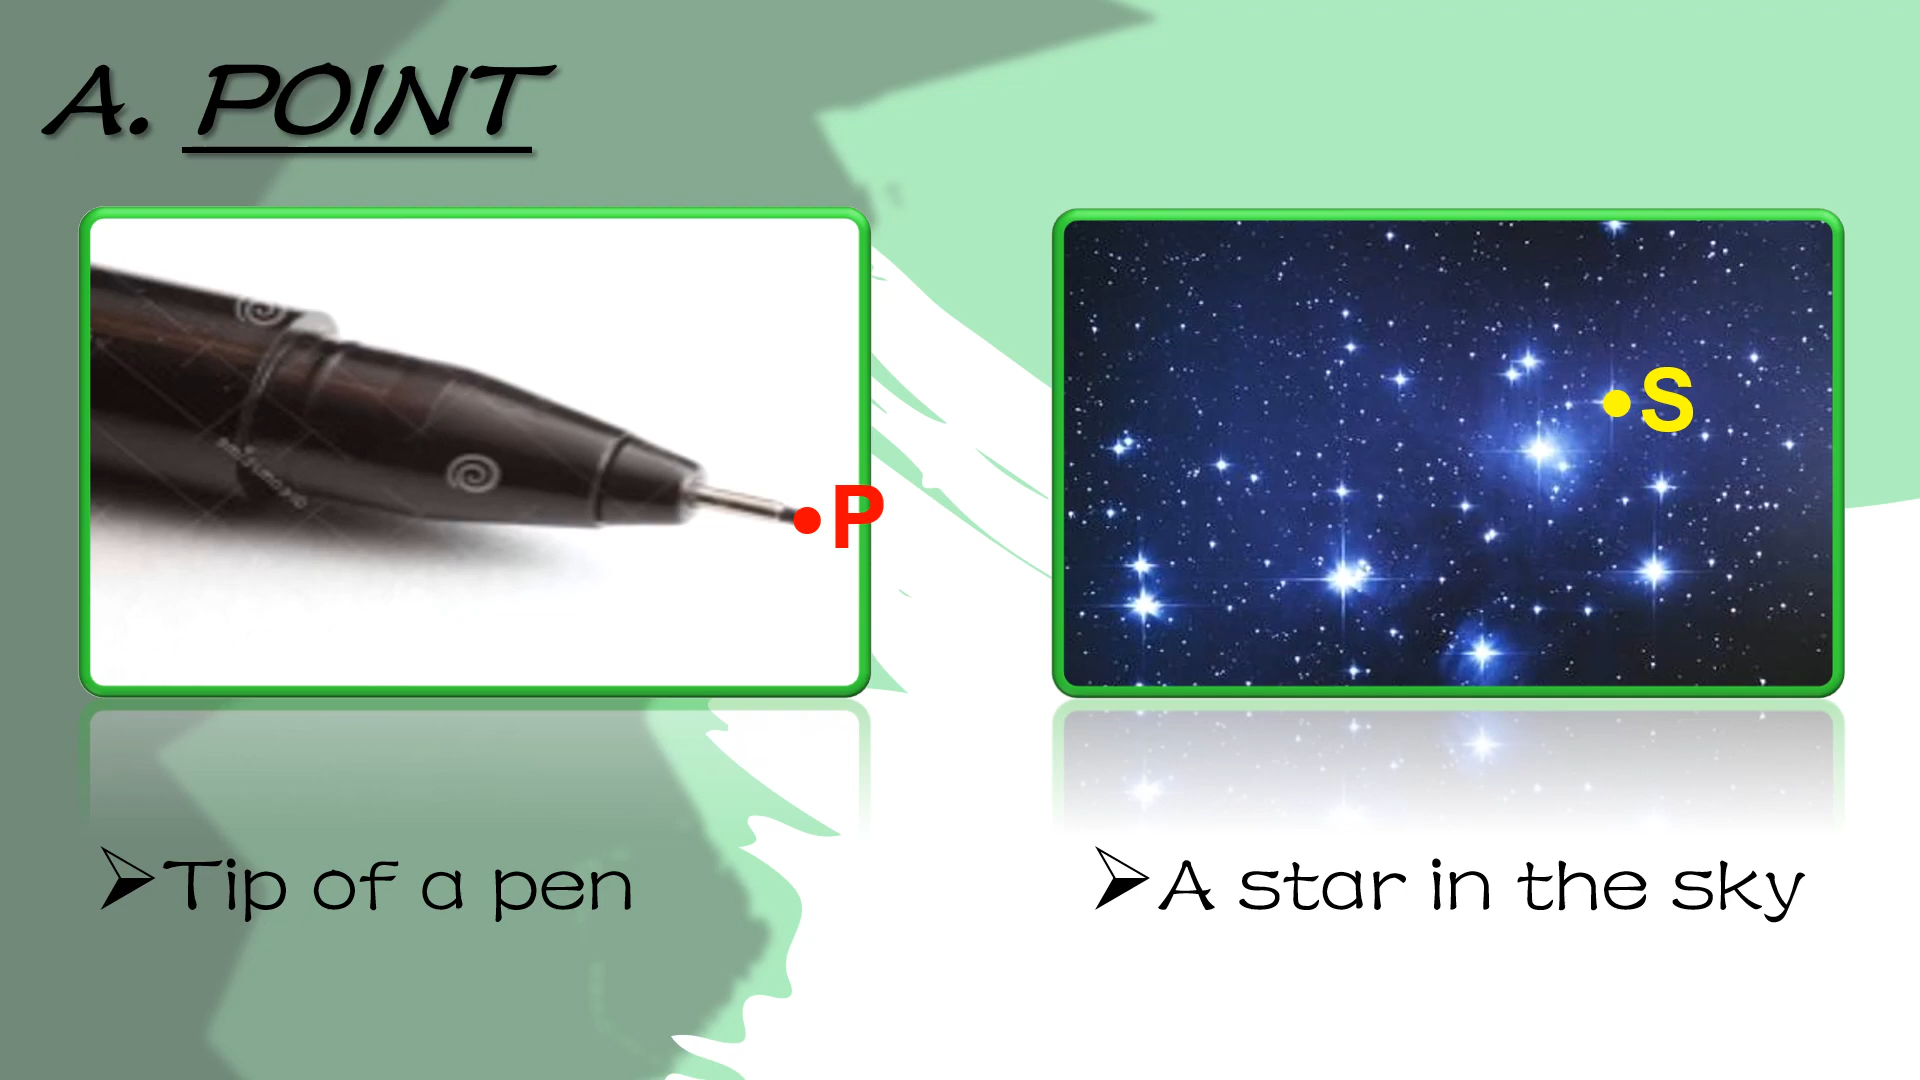 A. POINT
P
S
➢Tip of a pen
➢A star in the sky